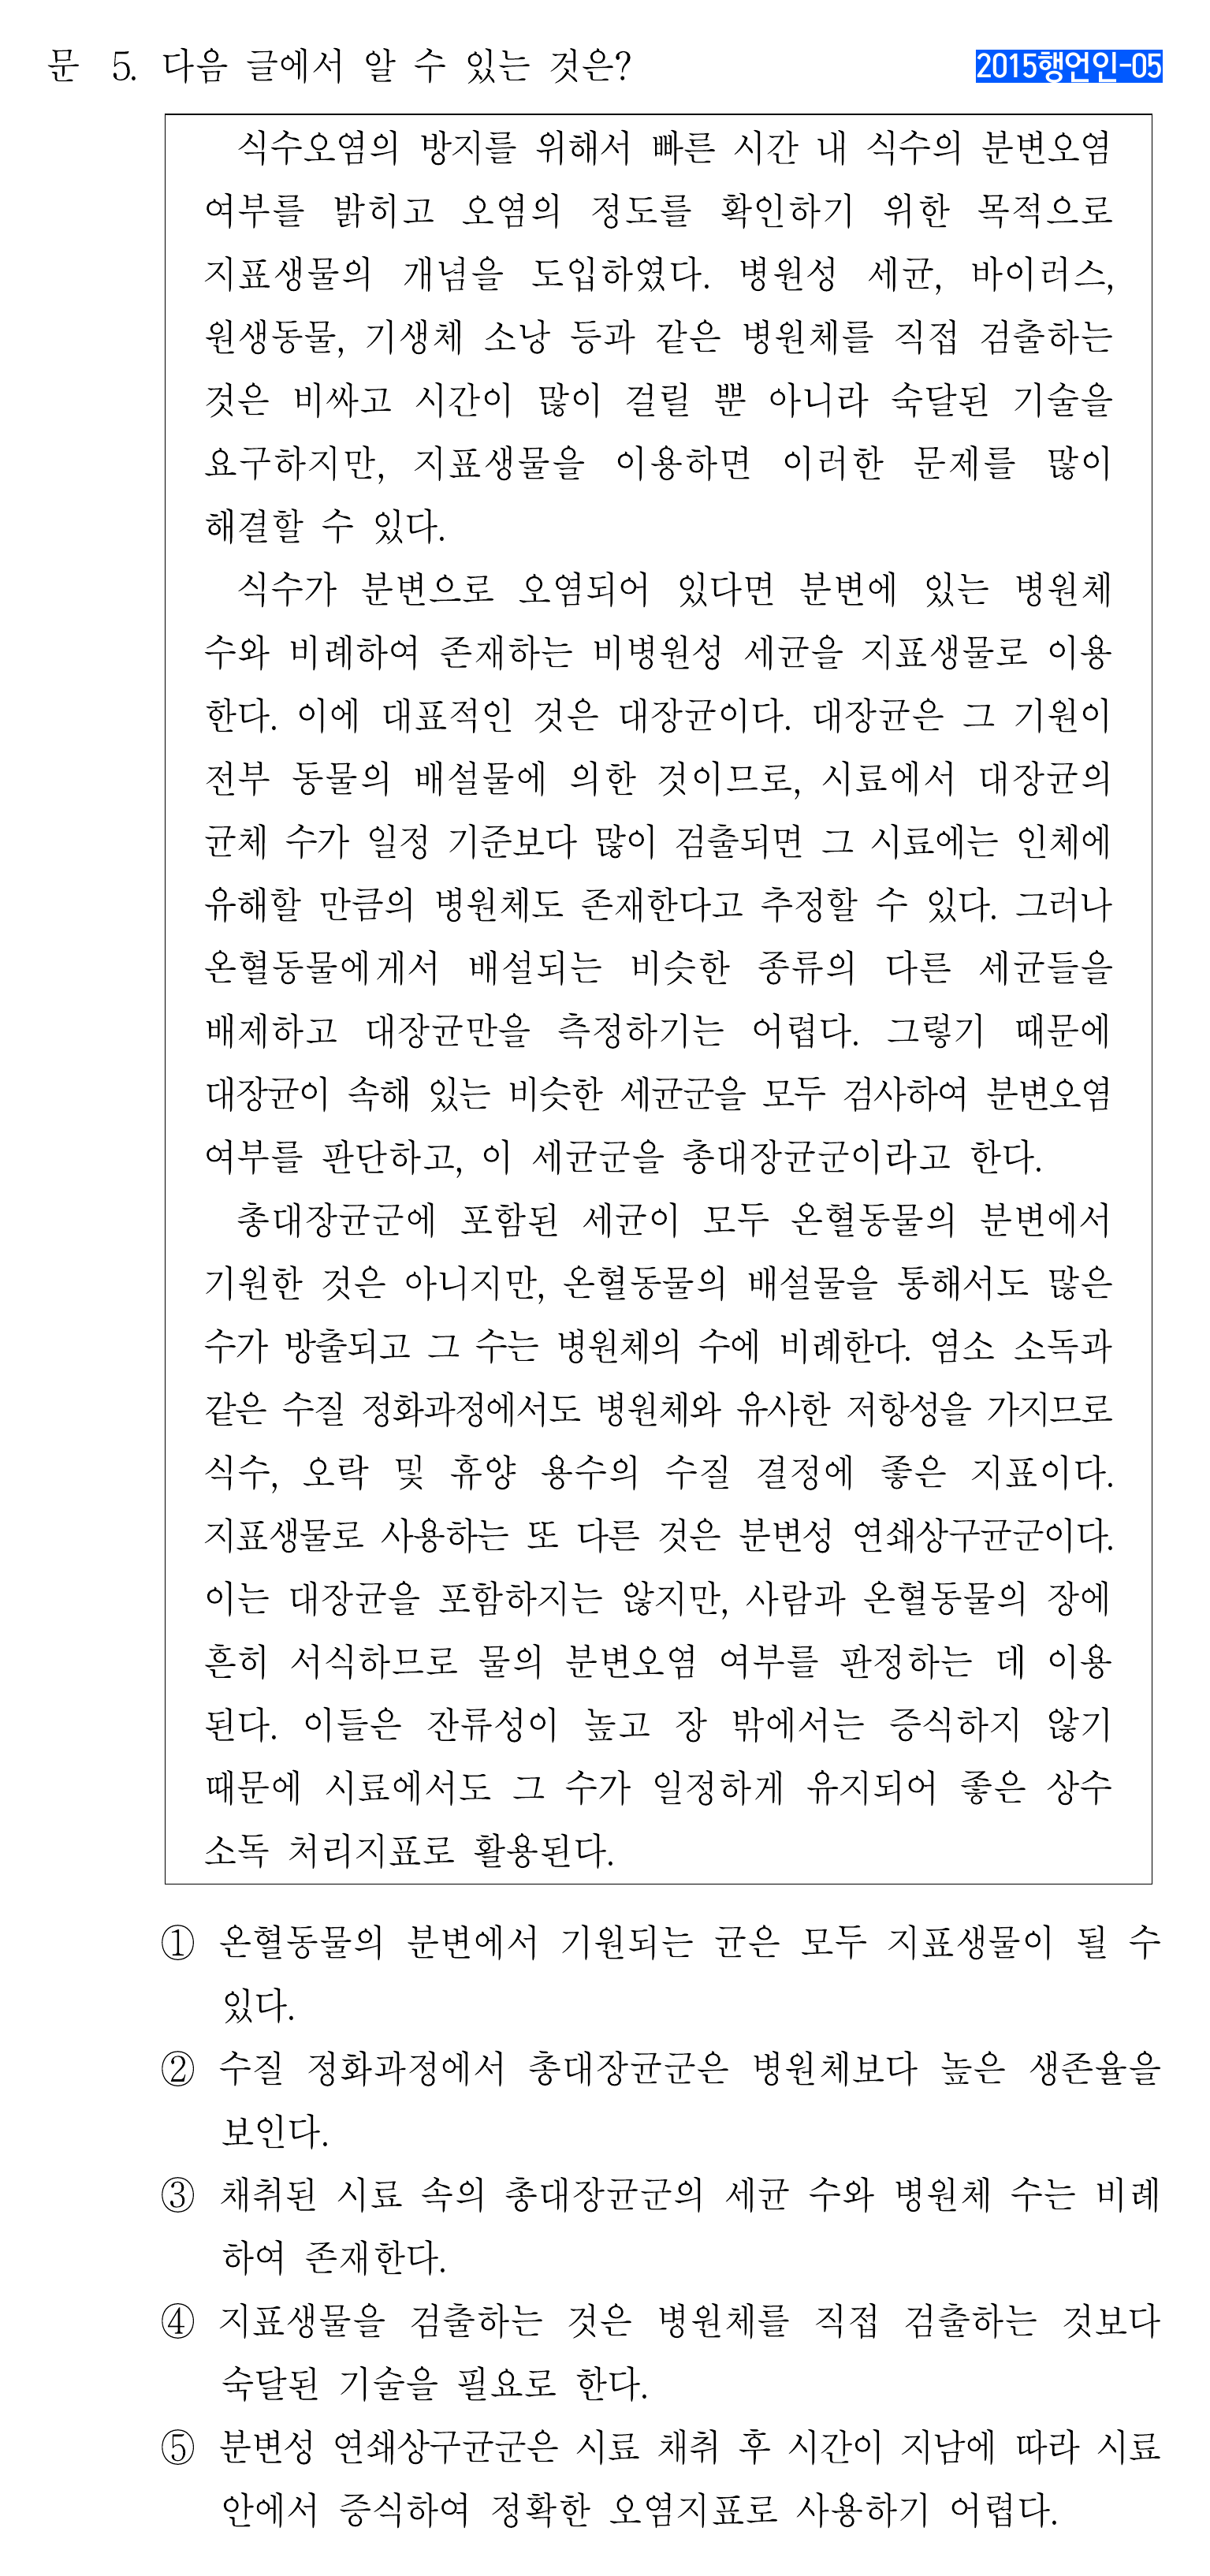 문 5. 다음 글에서 알 수 있는 것은?
2015행언인-05
식수오염의 방지를 위해서 빠른 시간 내 식수의 분변오염
여부를 밝히고 오염의 정도를 확인하기 위한 목적으로
지표생물의 개념을 도입하였다. 병원성 세균, 바이러스,
원생동물, 기생체 소낭 등과 같은 병원체를 직접 검출하는
것은 비싸고 시간이 많이 걸릴 뿐 아니라 숙달된 기술을
요구하지만, 지표생물을 이용하면 이러한 문제를 많이
해결할 수 있다.
식수가 분변으로 오염되어 있다면 분변에 있는 병원체
수와 비례하여 존재하는 비병원성 세균을 지표생물로 이용
한다. 이에 대표적인 것은 대장균이다. 대장균은 그 기원이
전부 동물의 배설물에 의한 것이므로, 시료에서 대장균의
균체 수가 일정 기준보다 많이 검출되면 그 시료에는 인체에
유해할 만큼의 병원체도 존재한다고 추정할 수 있다. 그러나
온혈동물에게서 배설되는 비슷한 종류의 다른 세균들을
배제하고 대장균만을 측정하기는 어렵다. 그렇기 때문에
대장균이 속해 있는 비슷한 세균군을 모두 검사하여 분변오염
여부를 판단하고, 이 세균군을 총대장균군이라고 한다.
총대장균군에 포함된 세균이 모두 온혈동물의 분변에서
기원한 것은 아니지만, 온혈동물의 배설물을 통해서도 많은
수가 방출되고 그 수는 병원체의 수에 비례한다. 염소 소독과
같은 수질 정화과정에서도 병원체와 유사한 저항성을 가지므로
식수, 오락 및 휴양 용수의 수질 결정에 좋은 지표이다.
지표생물로 사용하는 또 다른 것은 분변성 연쇄상구균군이다.
이는 대장균을 포함하지는 않지만, 사람과 온혈동물의 장에
흔히 서식하므로 물의 분변오염 여부를 판정하는 데 이용
된다. 이들은 잔류성이 높고 장 밖에서는 증식하지 않기
때문에 시료에서도 그 수가 일정하게 유지되어 좋은 상수
소독 처리지표로 활용된다.
① 온혈동물의 분변에서 기원되는 균은 모두 지표생물이 될 수
있다.
② 수질 정화과정에서 총대장균군은 병원체보다 높은 생존율을
보인다.
③ 채취된 시료 속의 총대장균군의 세균 수와 병원체 수는 비례
하여 존재한다.
④ 지표생물을 검출하는 것은 병원체를 직접 검출하는 것보다
숙달된 기술을 필요로 한다.
⑤ 분변성 연쇄상구균군은 시료 채취 후 시간이 지남에 따라 시료
안에서 증식하여 정확한 오염지표로 사용하기 어렵다.